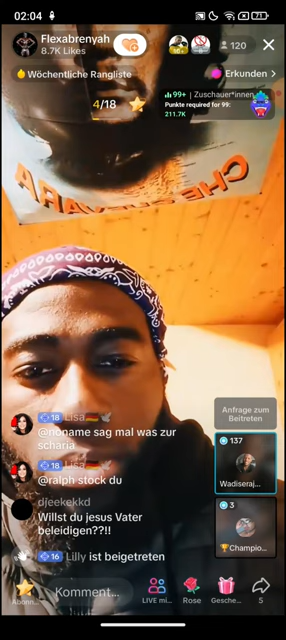 02:04
71
Flexabrenyah
8.7K Likes
120
Wöchentliche Rangliste
Erkunden >
4/18
99+ | Zuschauer*innen
Punkte required for 99:
211.7K
CHE GUEVARA
Anfrage zum
Beitreten
18 Lisa
@noname sag mal was zur
scharia
18 Lisa
@ralph stock du
djeekekkd
Willst du jesus Vater
beleidigen??!!
16 Lilly ist beigetreten
137
Wadiseraj...
3
Champio...
Abonn...
Komment...
LIVE mi...
Rose
Gesche...
5